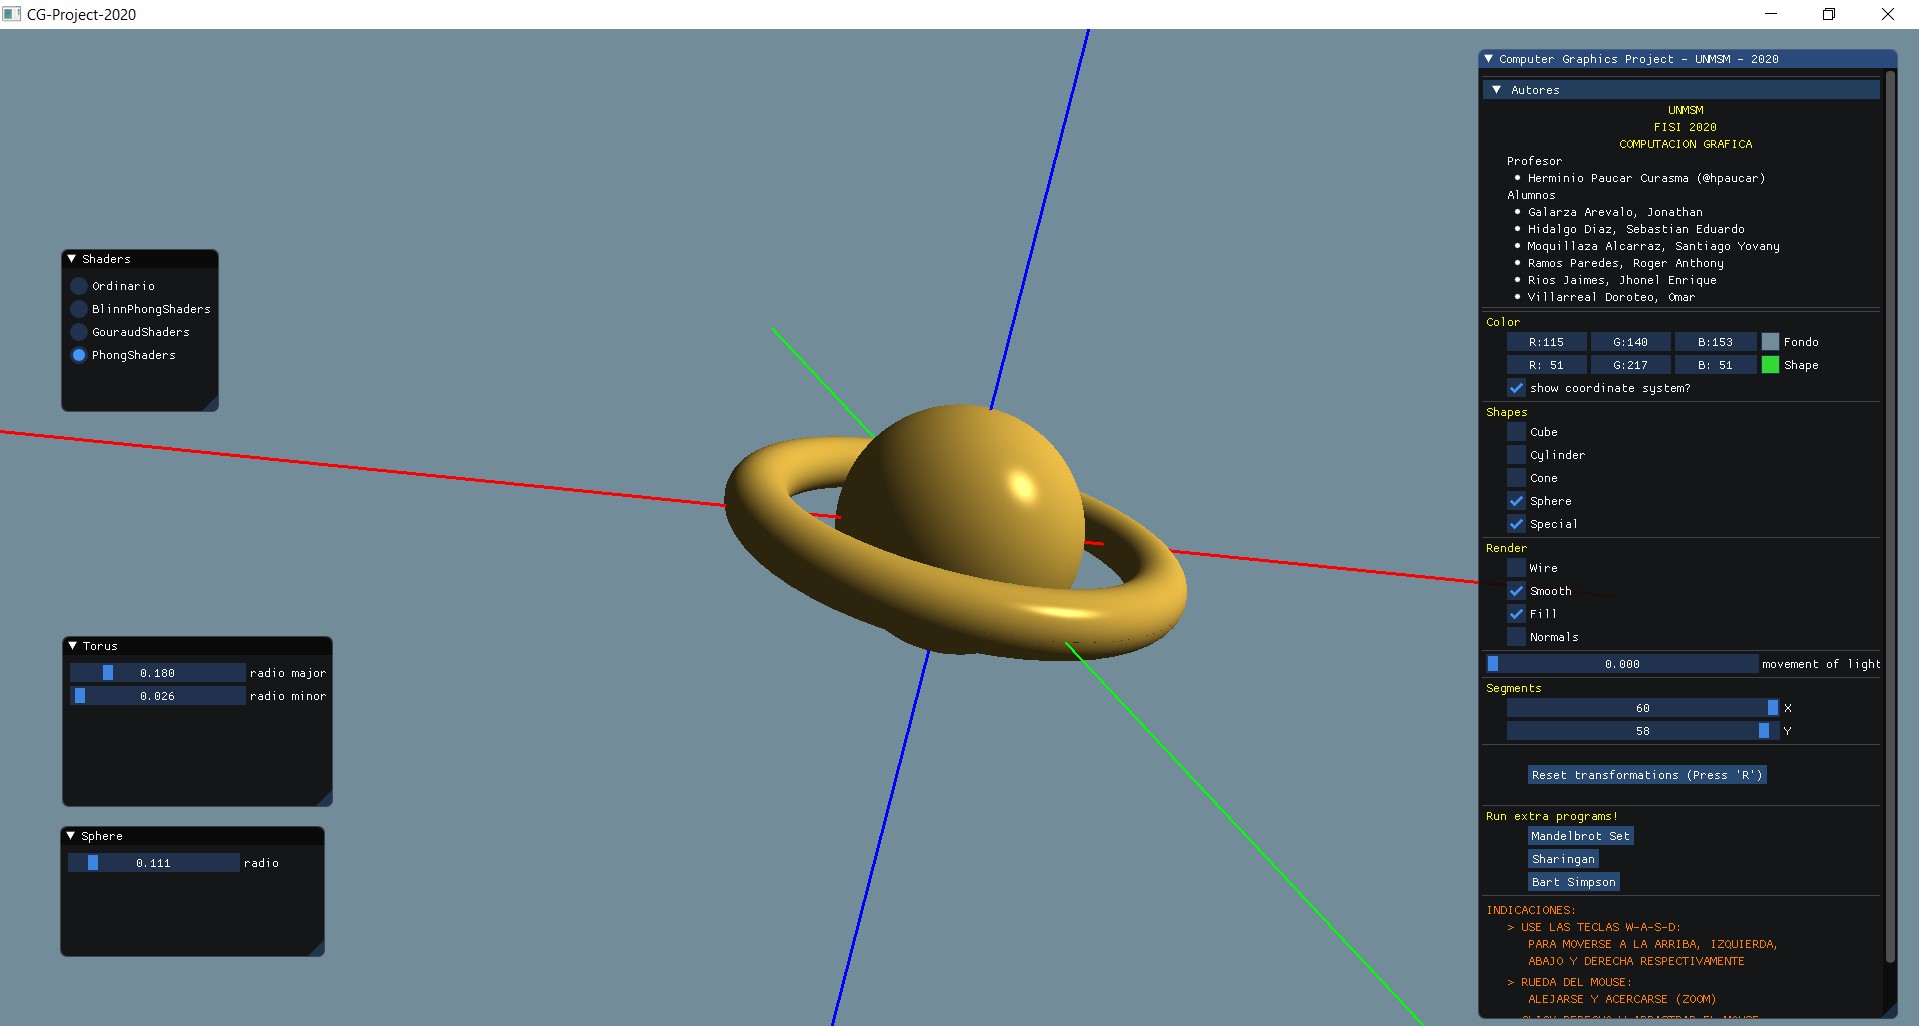 CG-Project-2020
Shaders
Ordinario
BlinnPhongShaders
GouraudShaders
PhongShaders
Torus
0.180 radio major
0.026 radio minor
Sphere
0.111 radio
Computer Graphics Project - UNMSM - 2020
Autores
UNMSM
FISI 2020
COMPUTACION GRAFICA
Profesor
Herminio Paucar Curasma (@hpaucar)
Alumnos
Galarza Arevalo, Jonathan
Hidalgo Diaz, Sebastian Eduardo
Moquillaza Alcarraz, Santiago Yovany
Ramos Paredes, Roger Anthony
Rios Jaimes, Jhonel Enrique
Villarreal Doroteo, Omar
Color
R:115 G:140 B:153 Fondo
R: 51 G:217 B: 51 Shape
show coordinate system?
Shapes
Cube
Cylinder
Cone
Sphere
Special
Render
Wire
Smooth
Fill
Normals
0.000 movement of light
Segments
60 X
58 Y
Reset transformations (Press 'R')
Run extra programs!
Mandelbrot Set
Sharingan
Bart Simpson
INDICACIONES:
> USE LAS TECLAS W-A-S-D:
PARA MOVERSE A LA ARRIBA, IZQUIERDA,
ABAJO Y DERECHA RESPECTIVAMENTE
> RUEDA DEL MOUSE:
ALEJARSE Y ACERCARSE (ZOOM)